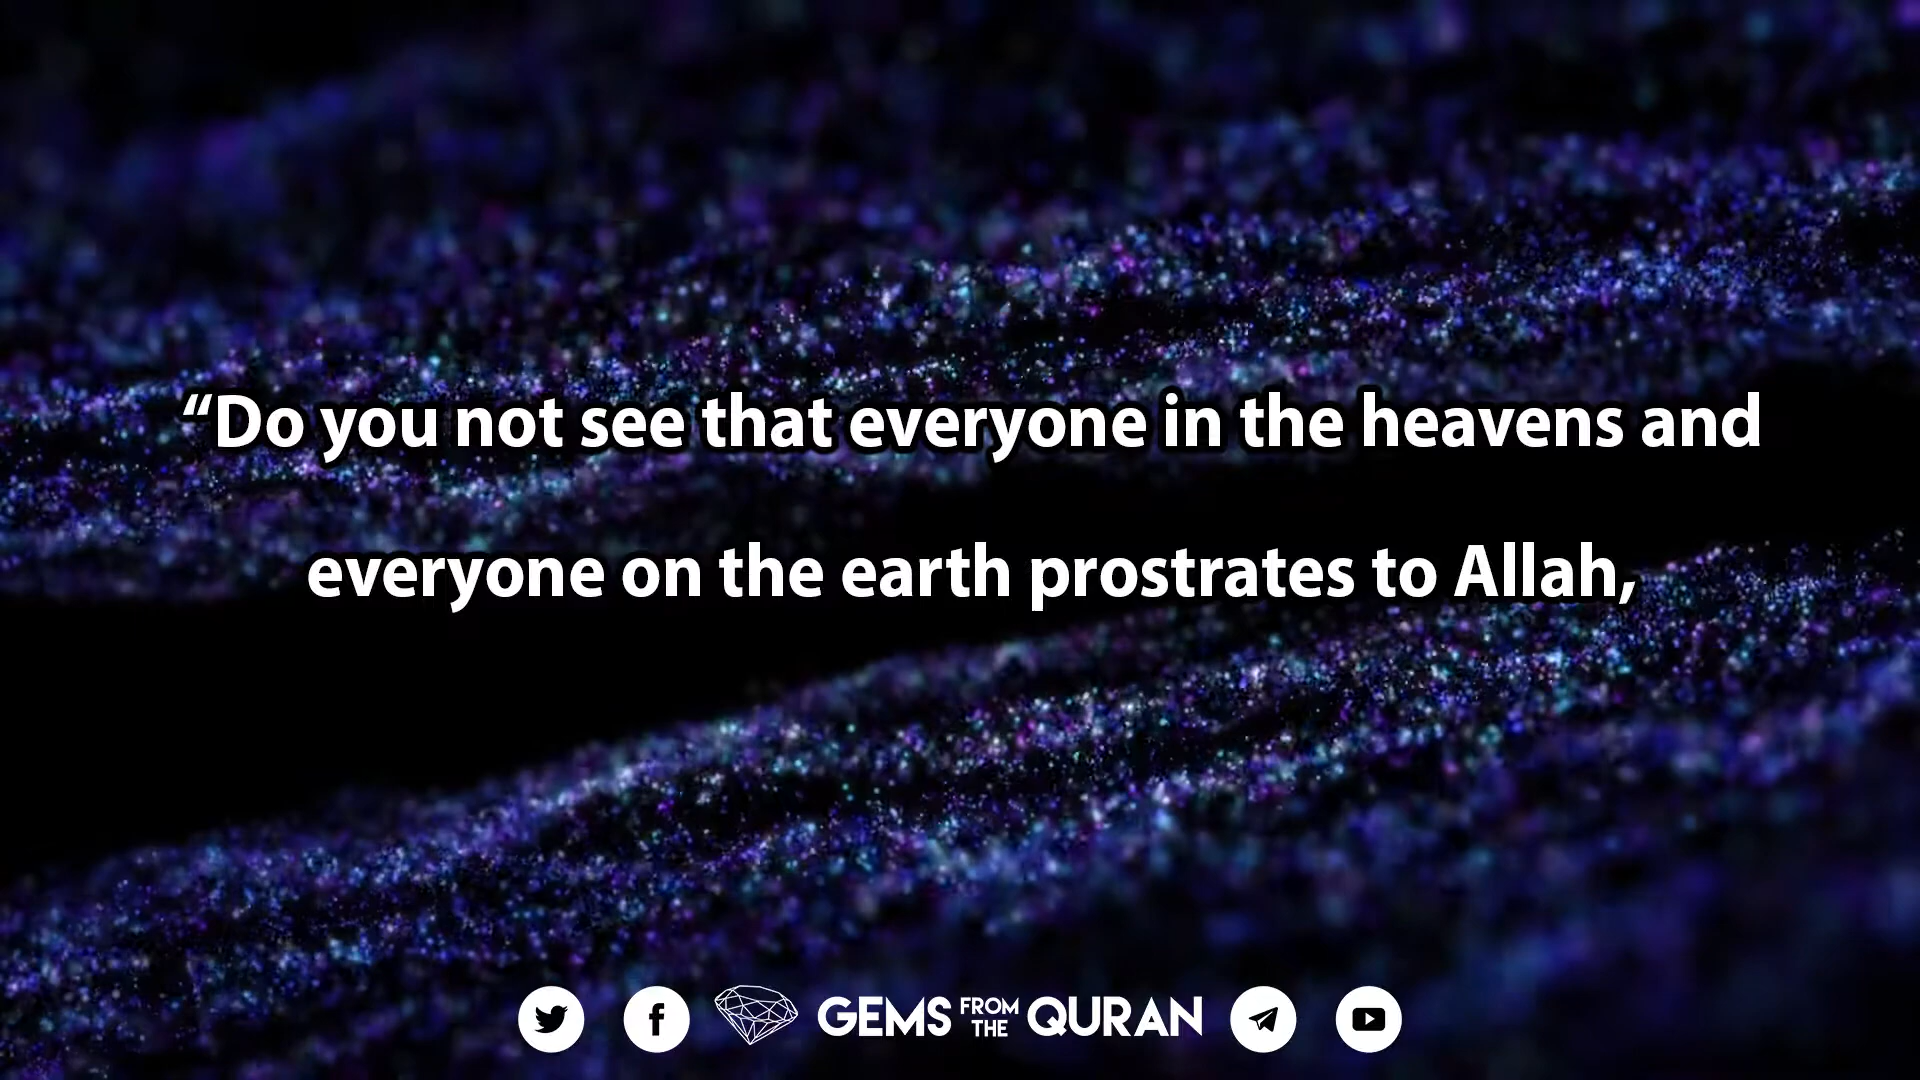 “Do you not see that everyone in the heavens and
everyone on the earth prostrates to Allah,
GEMS FROM THE QURAN